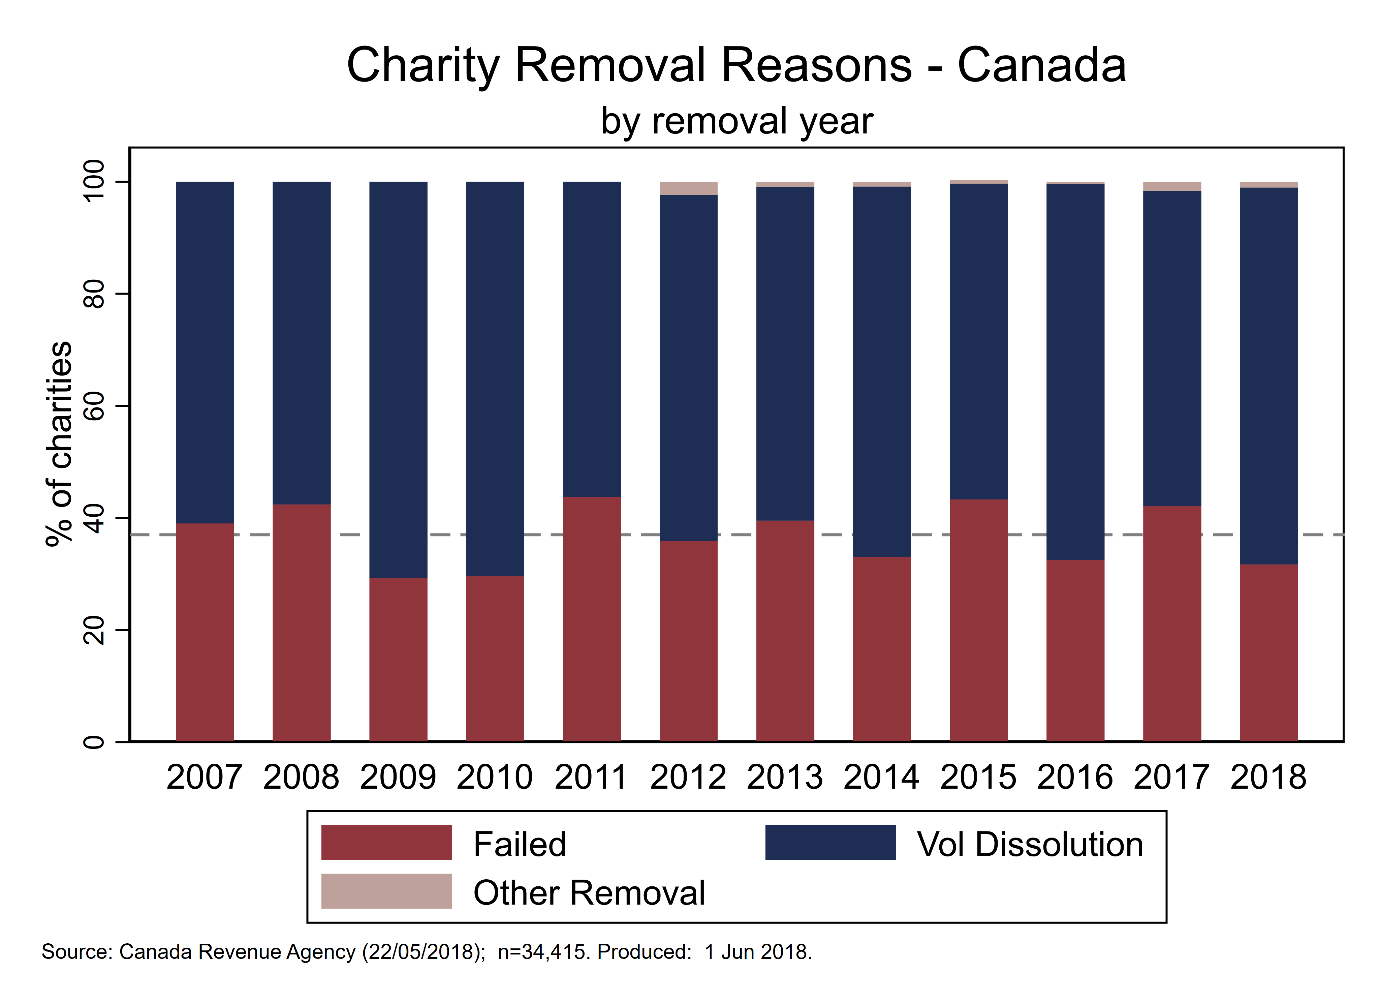 Charity Removal Reasons - Canada
by removal year
% of charities
100
80
60
40
20
0
2007 2008 2009 2010 2011 2012 2013 2014 2015 2016 2017 2018
Failed Vol Dissolution
Other Removal
Source: Canada Revenue Agency (22/05/2018); n=34,415. Produced: 1 Jun 2018.